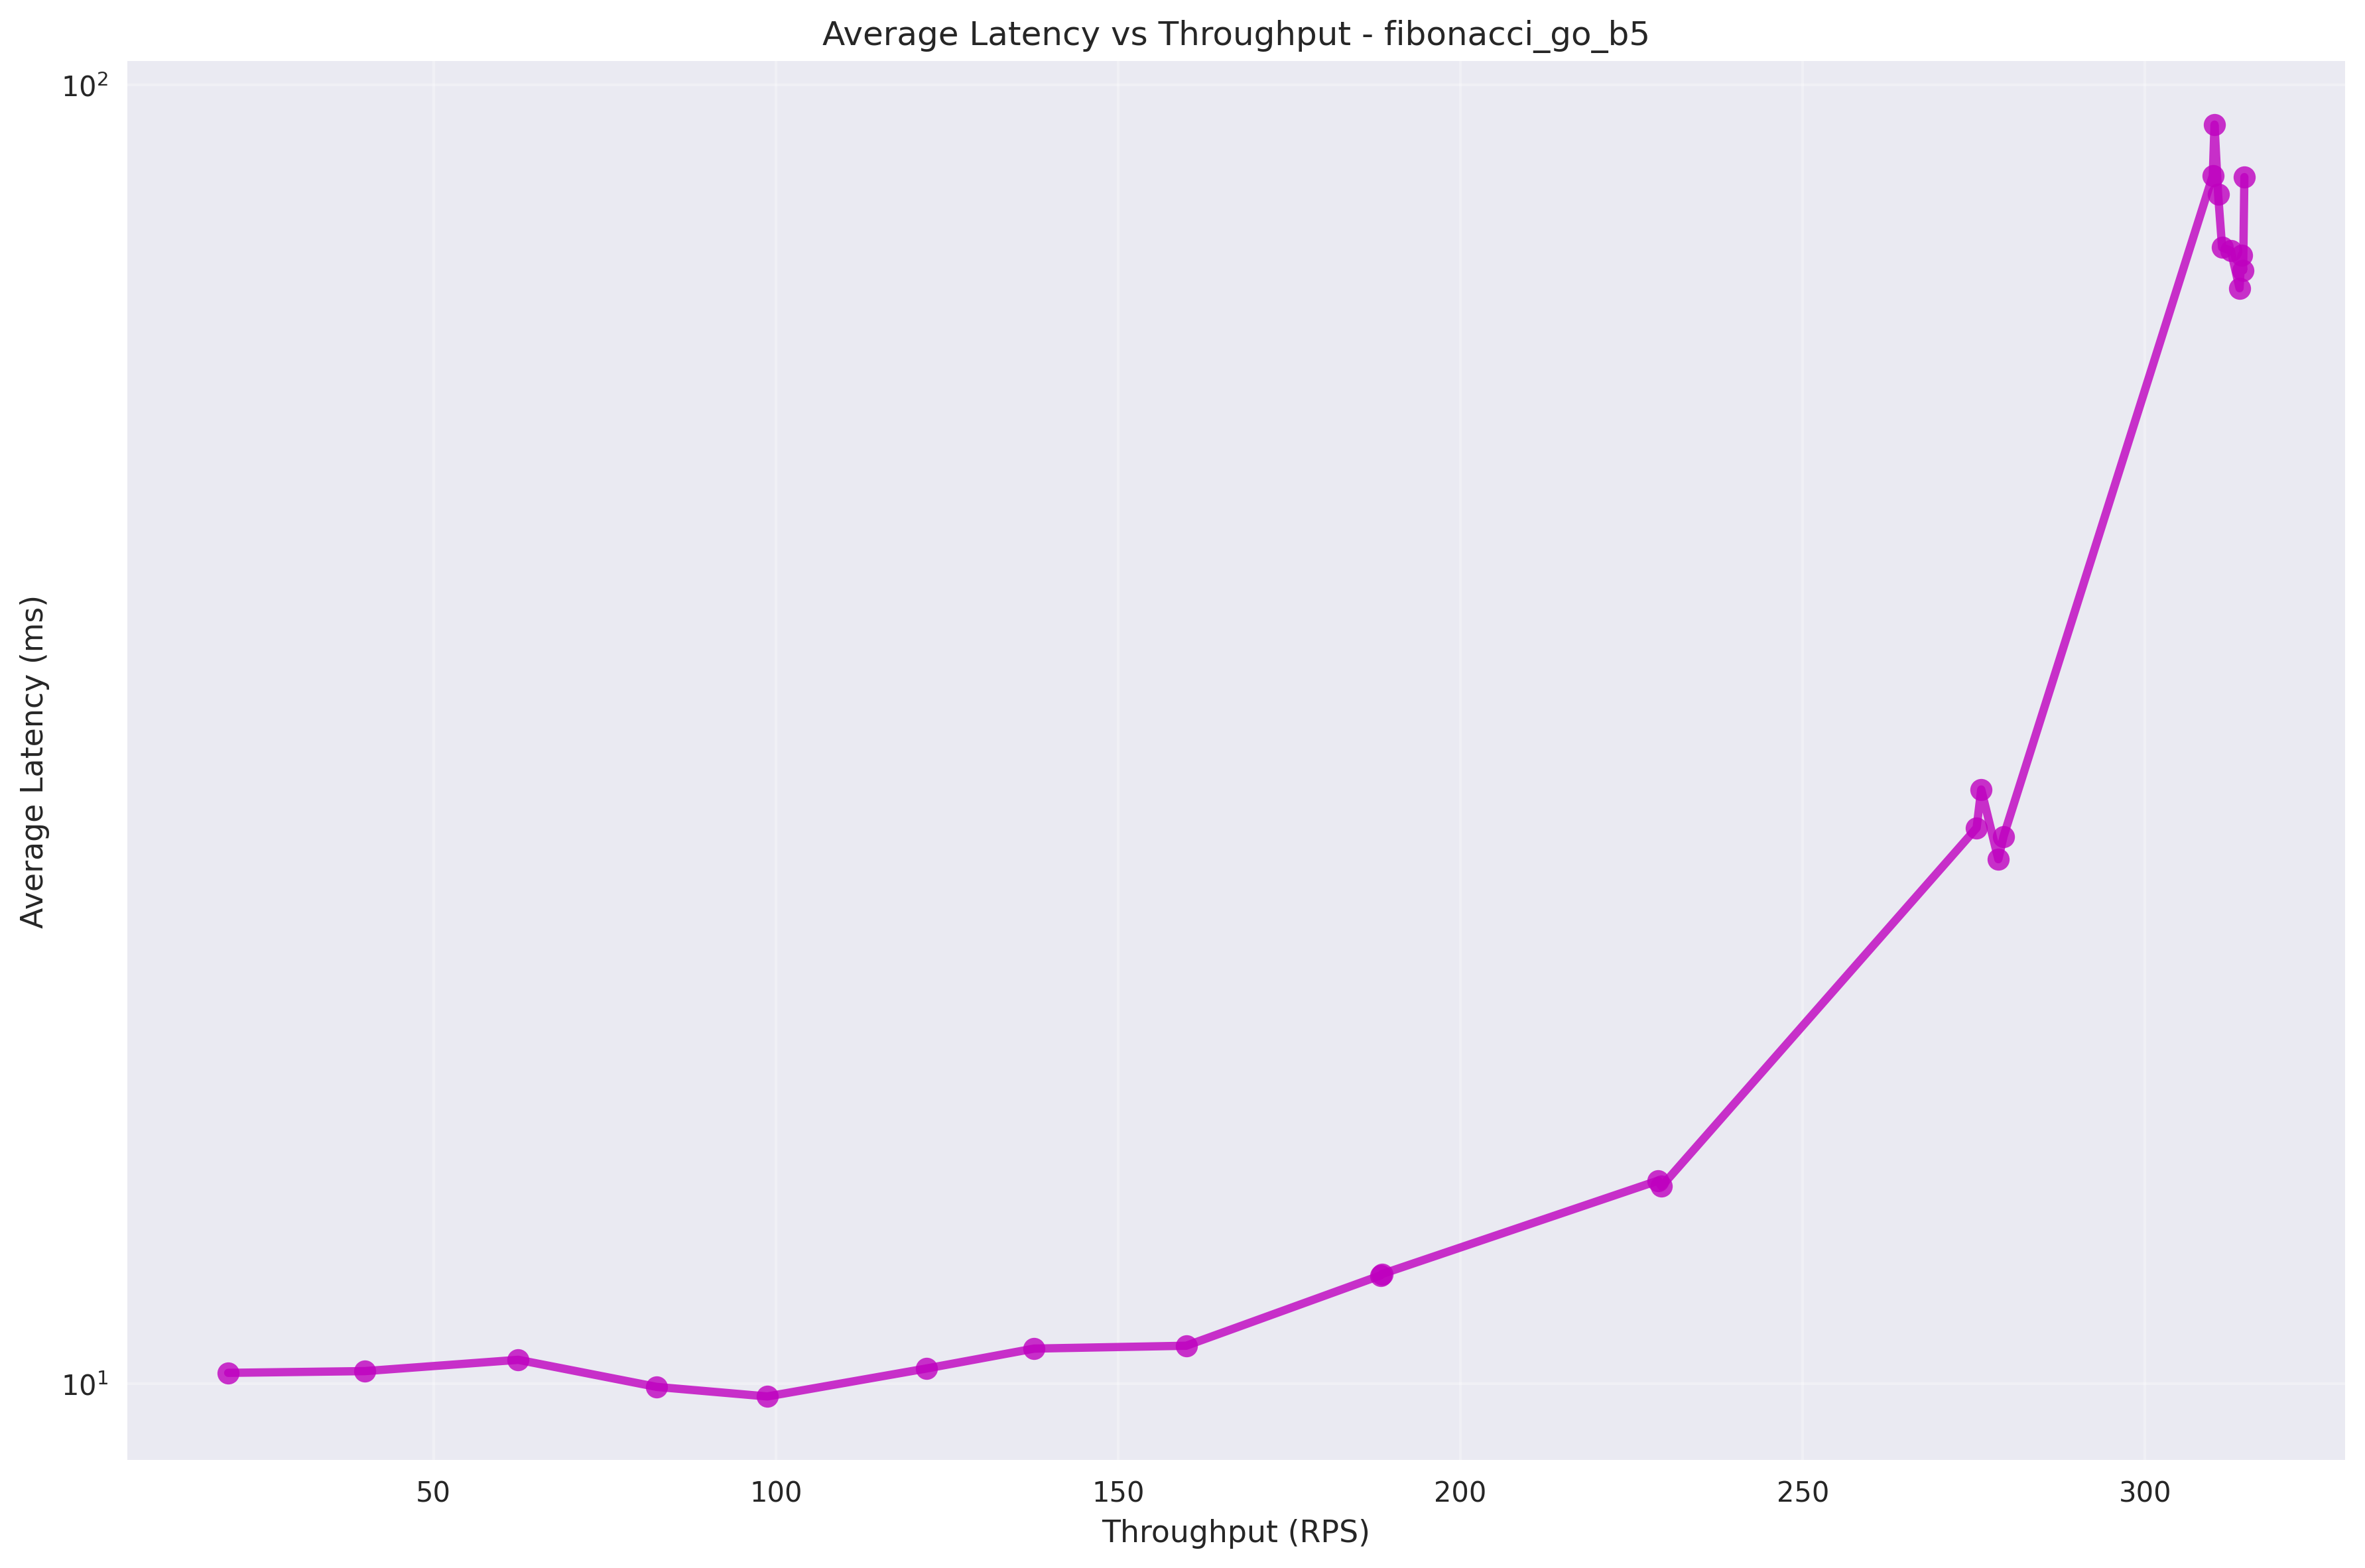 Average Latency vs Throughput - fibonacci_go_b5
10²
10¹
Average Latency (ms)
50 100 150 200 250 300
Throughput (RPS)